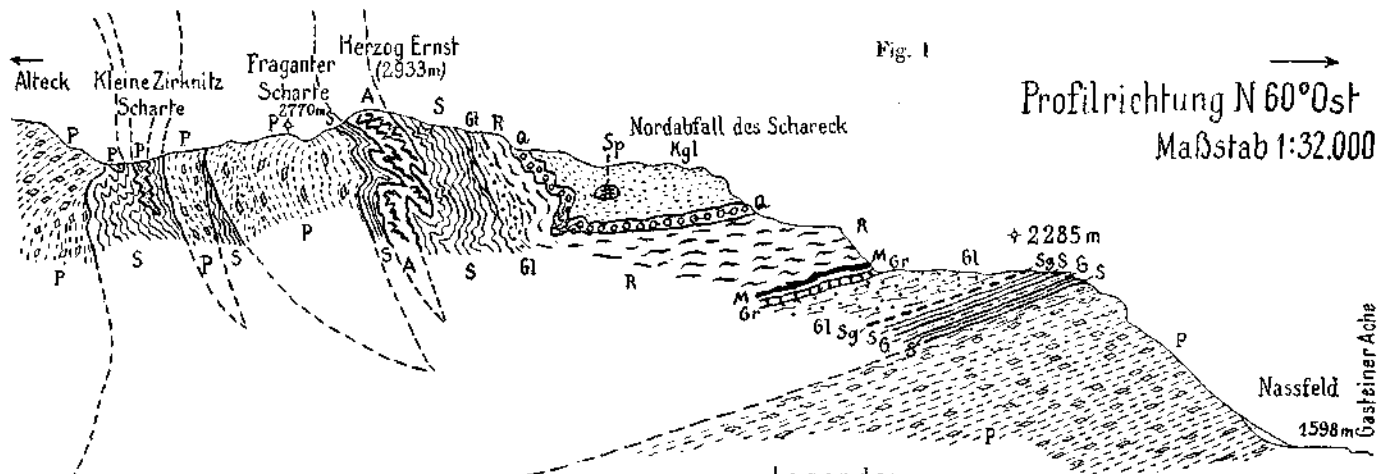 Fig. 1
Profilrichtung N 60° Ost
Maßstab 1:32.000
Alteck
Kleine Zirknitz
Scharte
Fraganter
Scharte
2770m
Herzog Ernst
(2933m)
Nordabfall des Schareck
P P P P P S A S Gl R Q Sp Kgl Q R
M Gr Gl Sg S G S P
2285 m
P S P S P S A S Gl R M Gr Gl Sg S G S P
Nassfeld
1598m
Gasteiner Ache